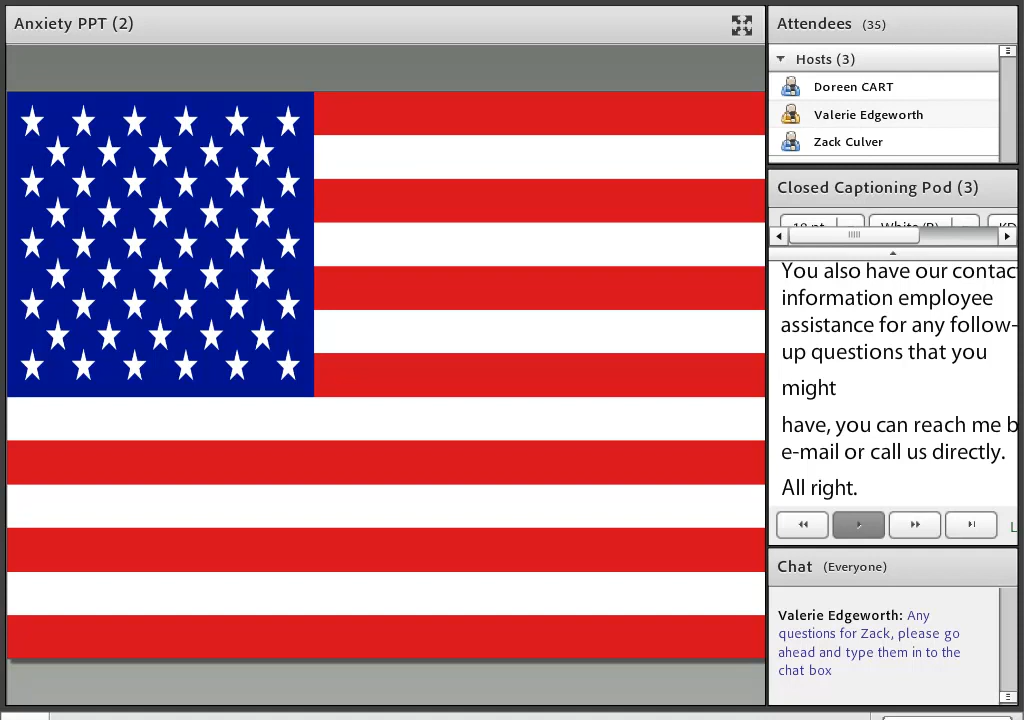 Anxiety PPT (2)
Attendees (35)
Hosts (3)
Doreen CART
Valerie Edgeworth
Zack Culver
Closed Captioning Pod (3)
You also have our contac
information employee
assistance for any follow-
up questions that you
might
have, you can reach me b
e-mail or call us directly.
All right.
Chat (Everyone)
Valerie Edgeworth: Any
questions for Zack, please go
ahead and type them in to the
chat box